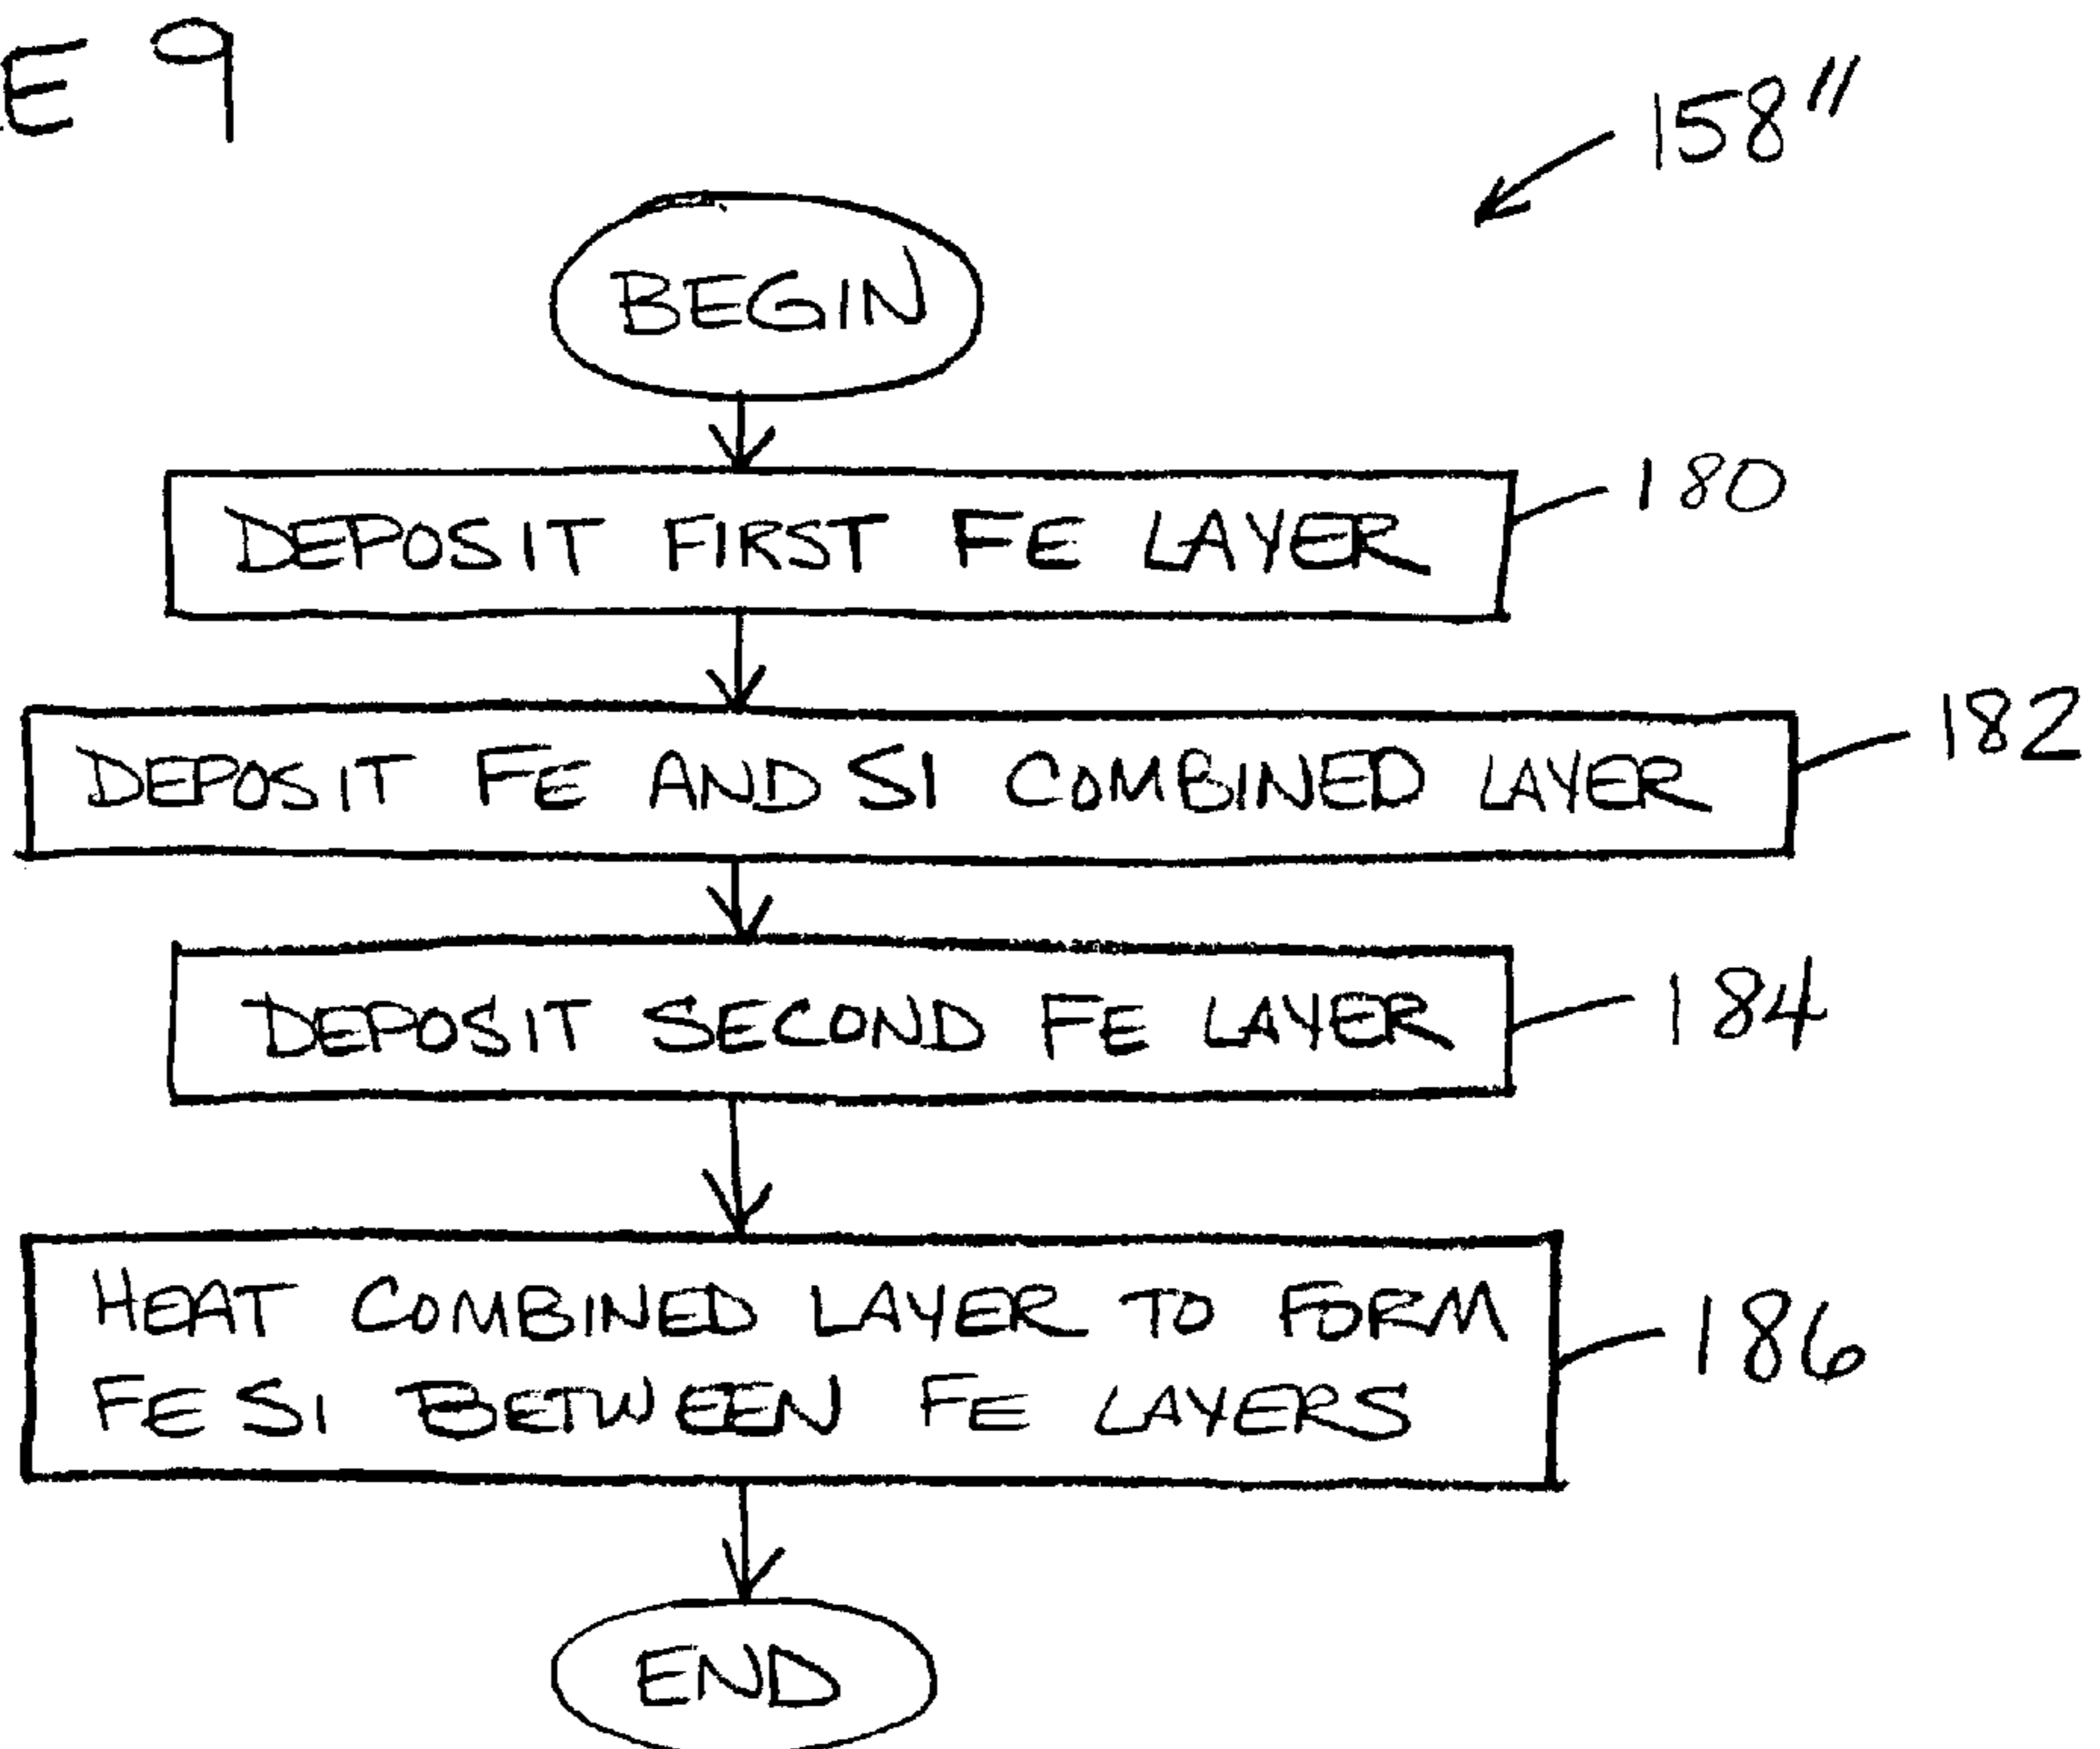 E 9
158"
BEGIN
DEPOSIT FIRST FE LAYER
180
DEPOSIT FE AND SI COMBINED LAYER
182
DEPOSIT SECOND FE LAYER
184
HEAT COMBINED LAYER TO FORM
FE SI BETWEEN FE LAYERS
186
END